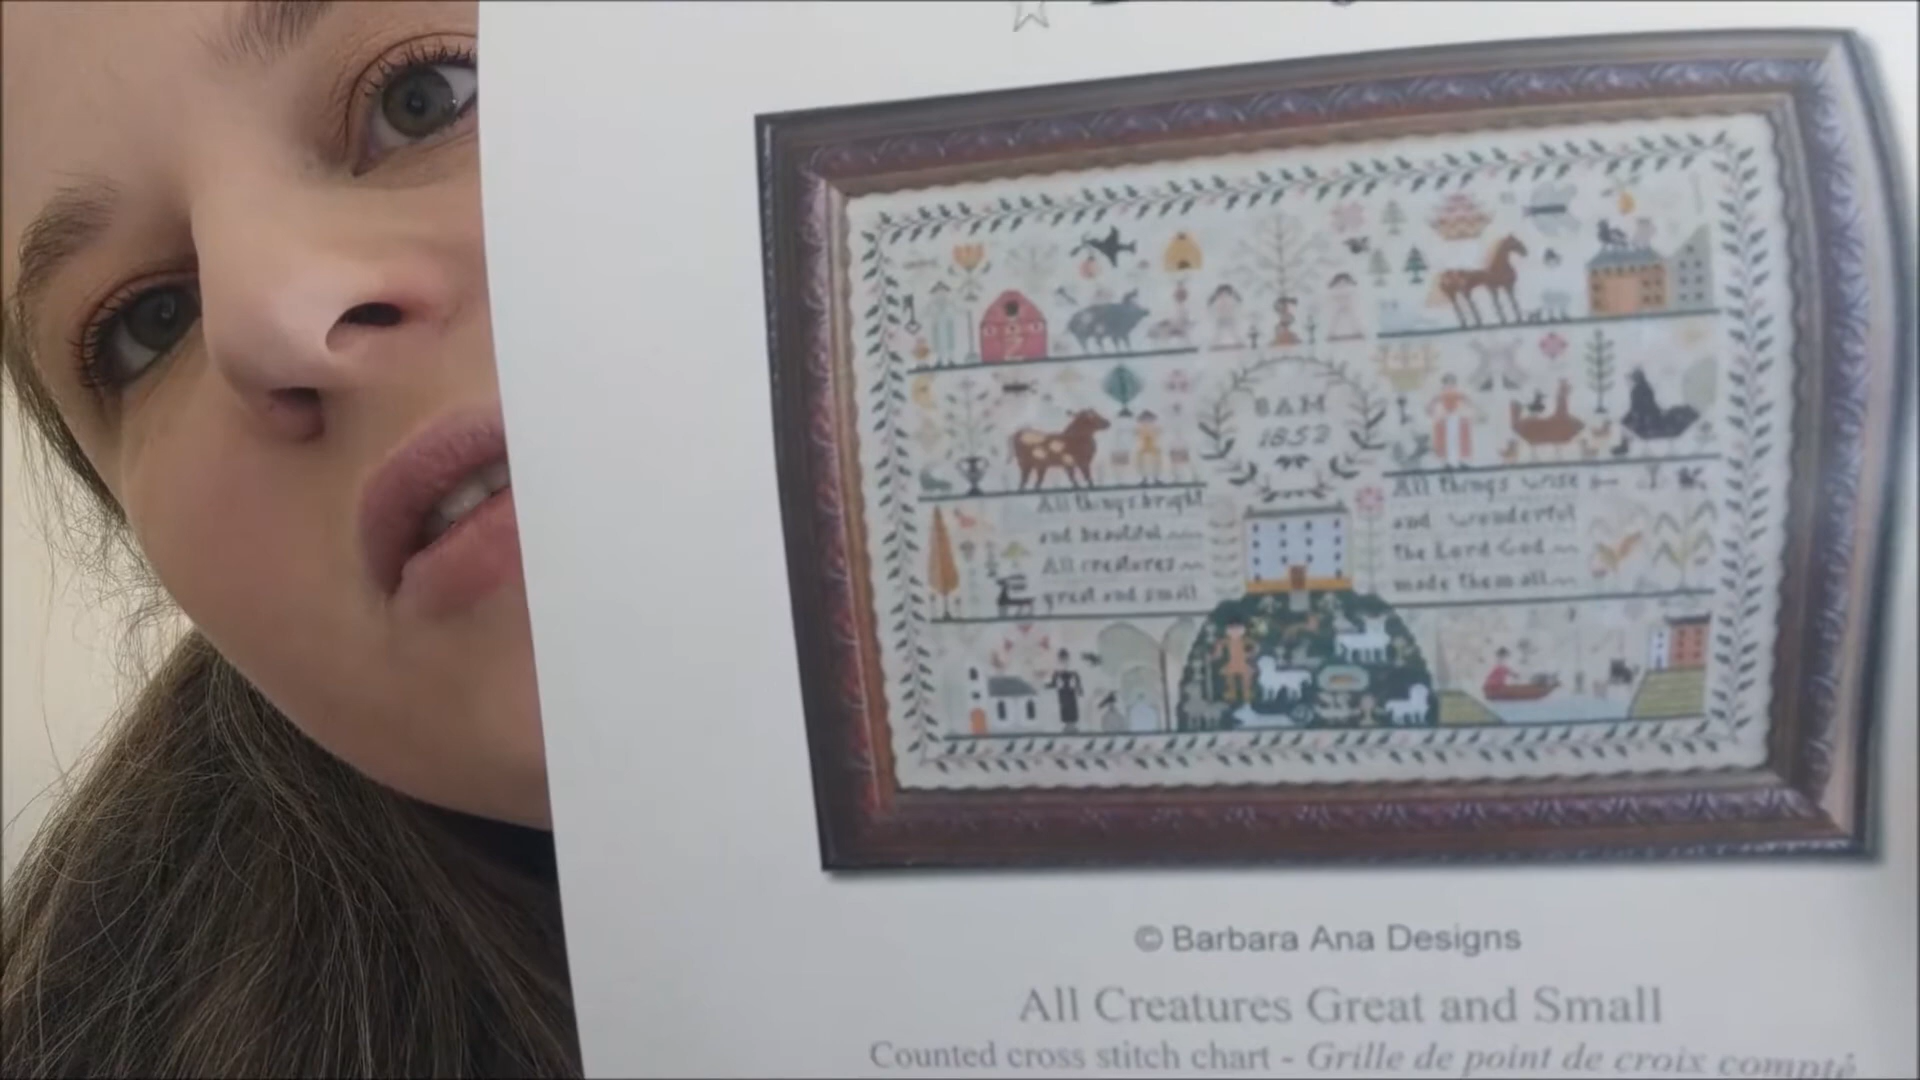 BAM
1852
All things bright
and beautiful
All creatures
great and small
All things wise
and wonderful
the Lord God
made them all
© Barbara Ana Designs
All Creatures Great and Small
Counted cross stitch chart - Grille de point de croix compté